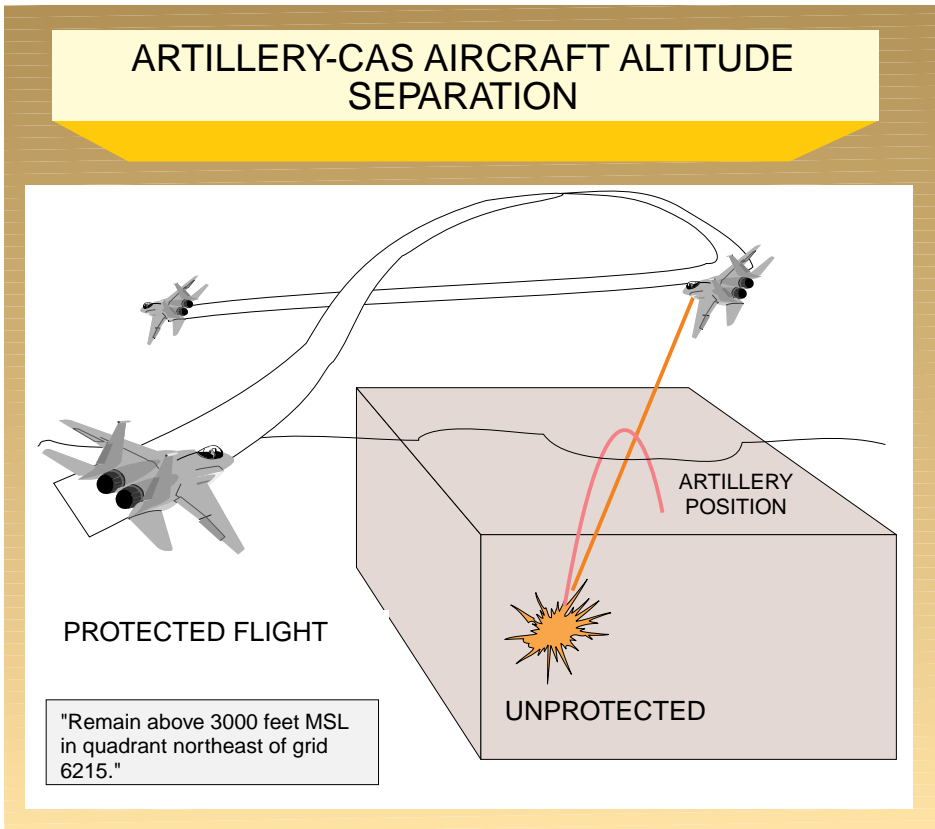 ARTILLERY-CAS AIRCRAFT ALTITUDE
SEPARATION
ARTILLERY
POSITION
PROTECTED FLIGHT
UNPROTECTED
"Remain above 3000 feet MSL
in quadrant northeast of grid
6215."